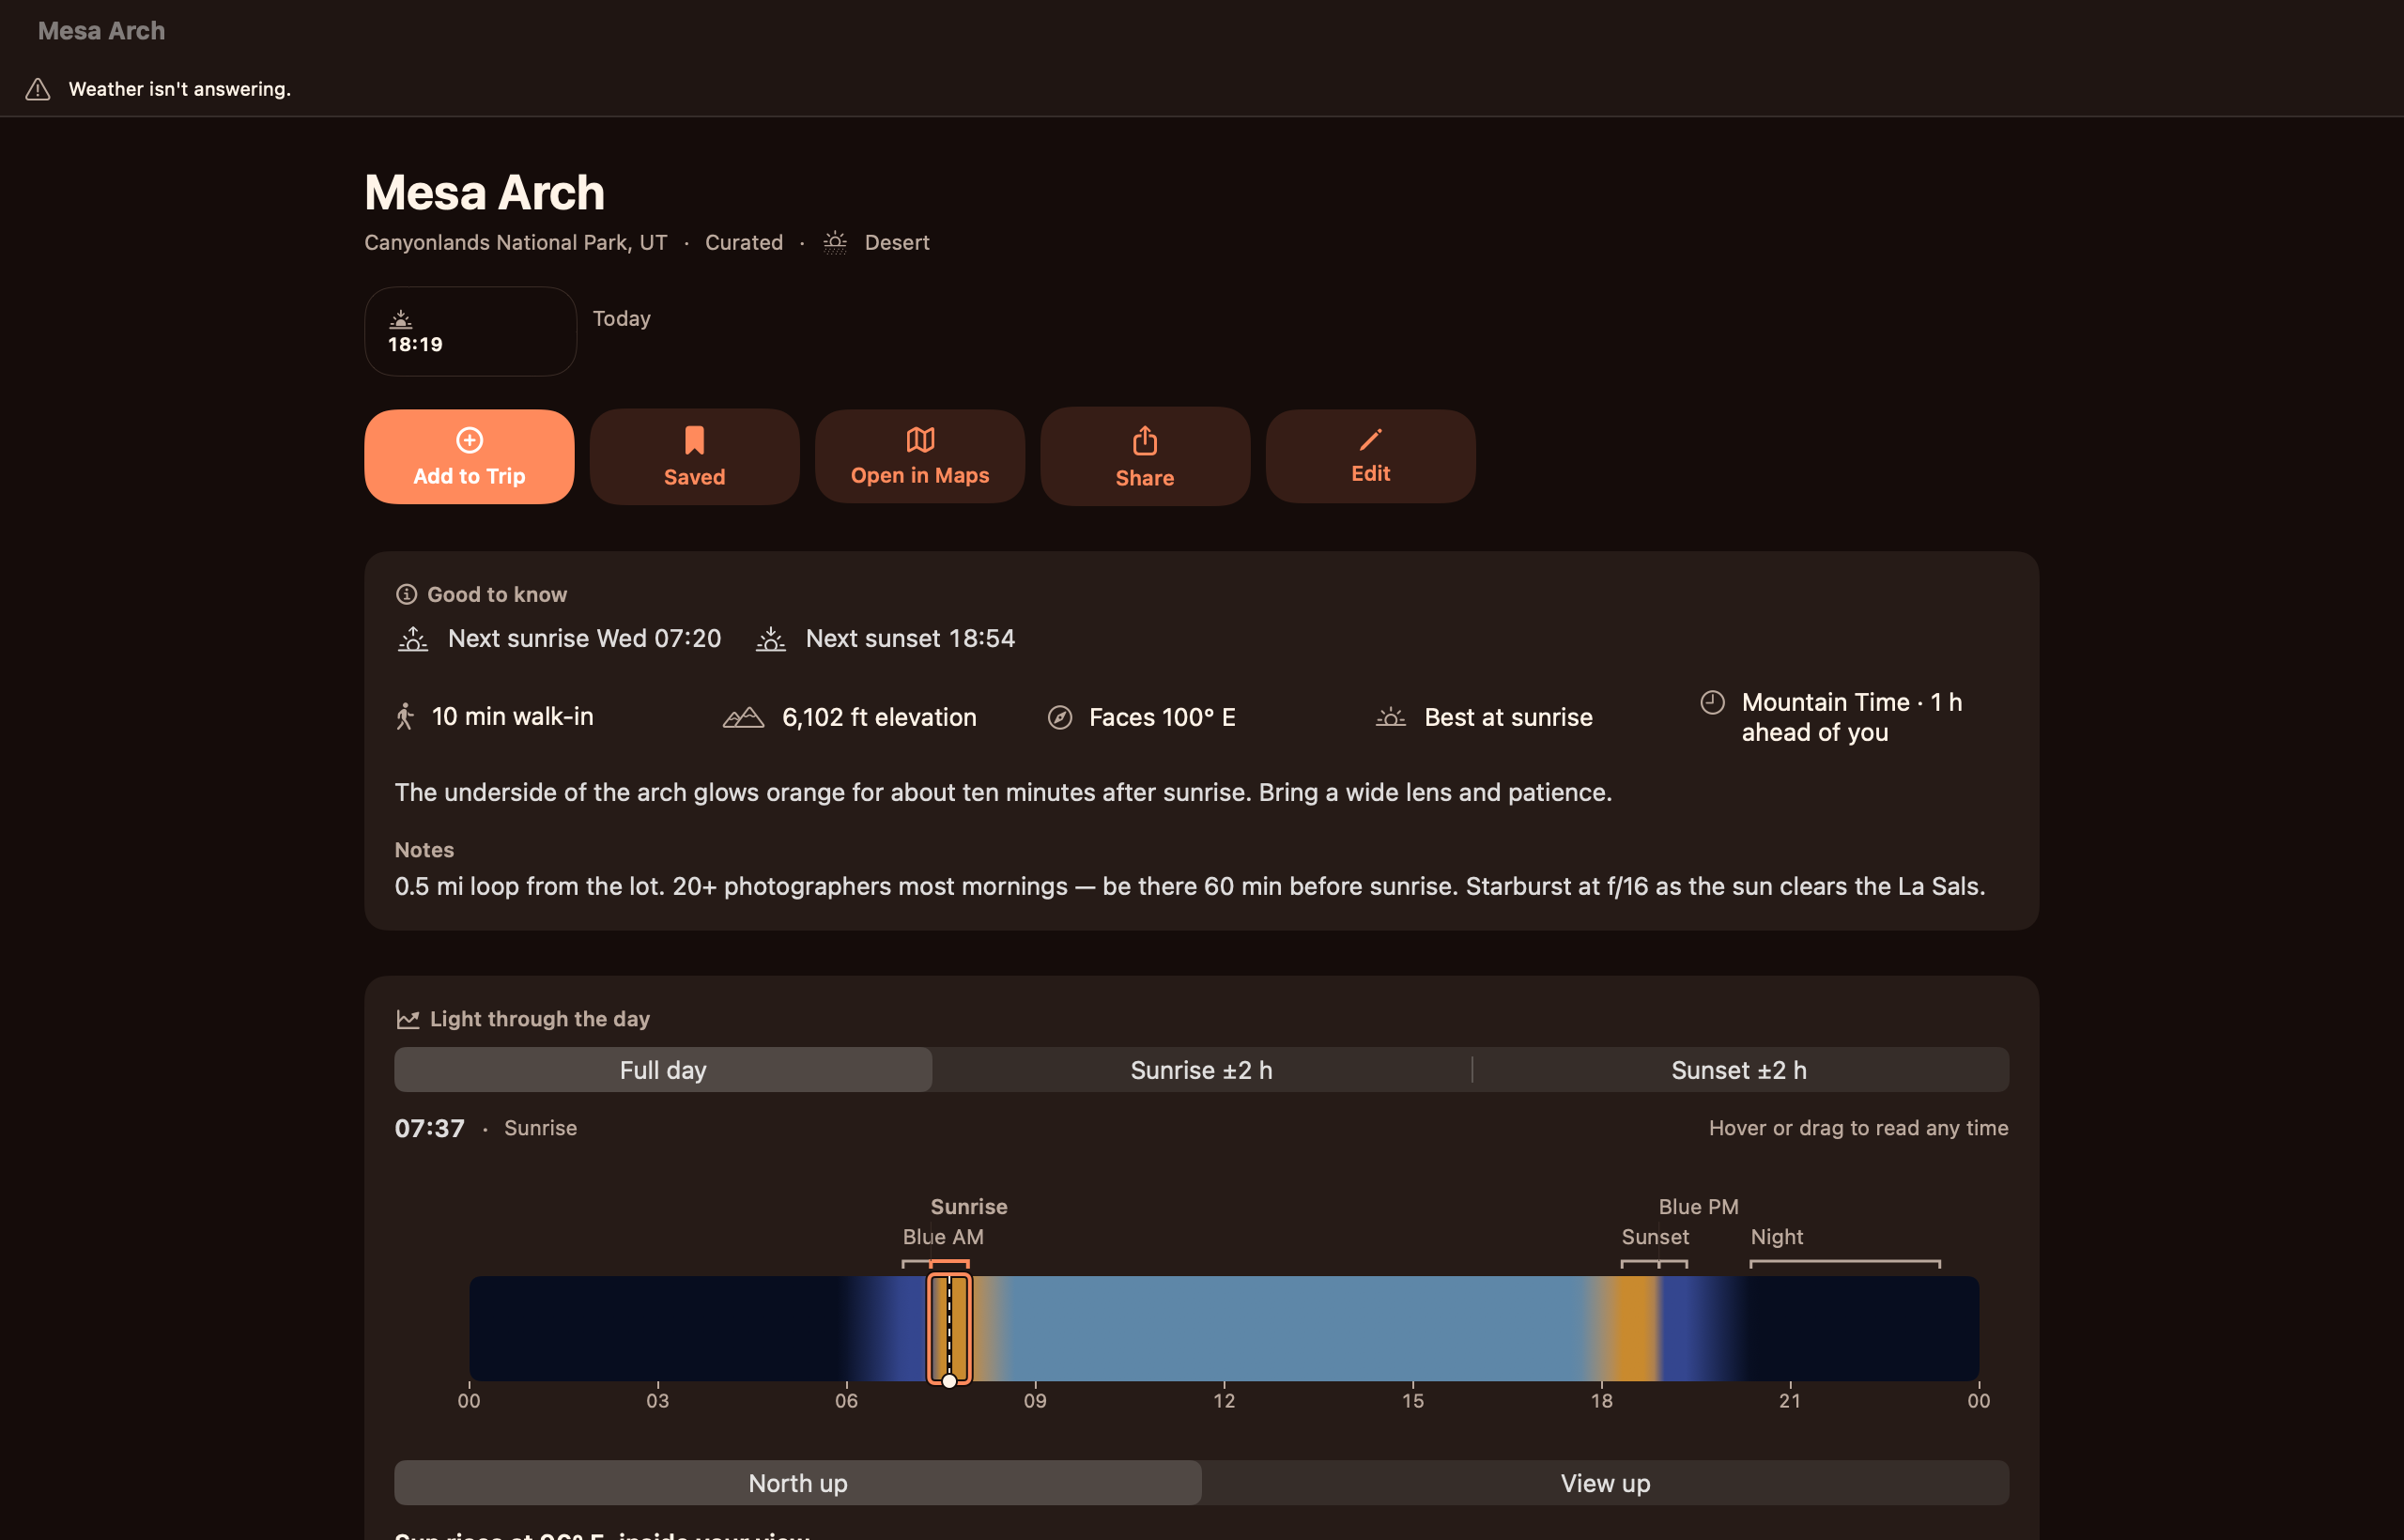 Mesa Arch
Weather isn't answering.
Mesa Arch
Canyonlands National Park, UT · Curated · Desert
18:19
Today
Add to Trip
Saved
Open in Maps
Share
Edit
Good to know
Next sunrise Wed 07:20 Next sunset 18:54
10 min walk-in
6,102 ft elevation
Faces 100° E
Best at sunrise
Mountain Time · 1 h
ahead of you
The underside of the arch glows orange for about ten minutes after sunrise. Bring a wide lens and patience.
Notes
0.5 mi loop from the lot. 20+ photographers most mornings — be there 60 min before sunrise. Starburst at f/16 as the sun clears the La Sals.
Light through the day
Full day
Sunrise ±2 h
Sunset ±2 h
07:37 · Sunrise
Hover or drag to read any time
Sunrise
Blue PM
Blue AM
Sunset
Night
00 03 06 09 12 15 18 21 00
North up
View up
Sun rises at 96° E, inside your view